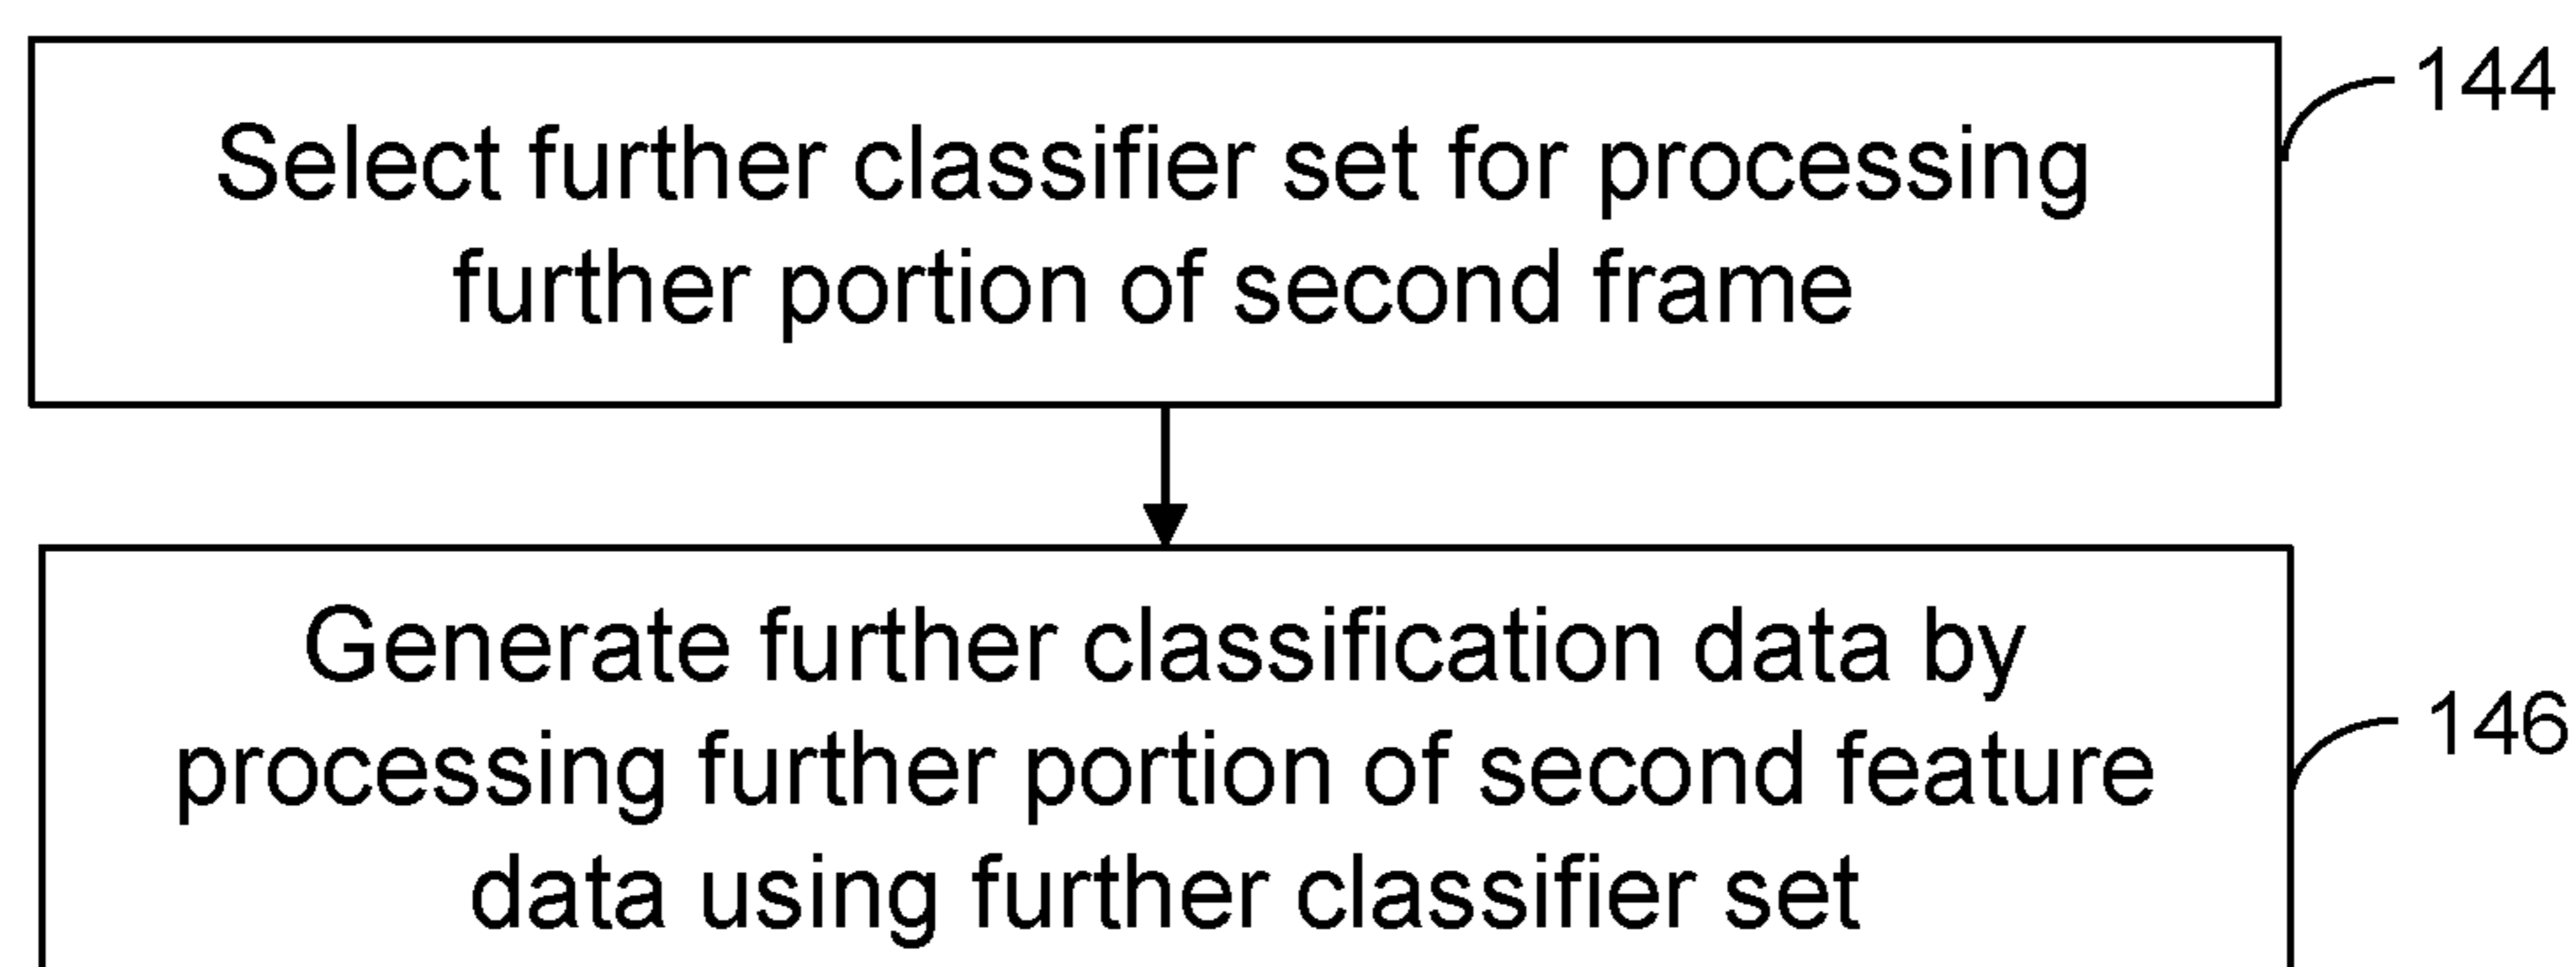 Select further classifier set for processing
further portion of second frame
144
Generate further classification data by
processing further portion of second feature
data using further classifier set
146